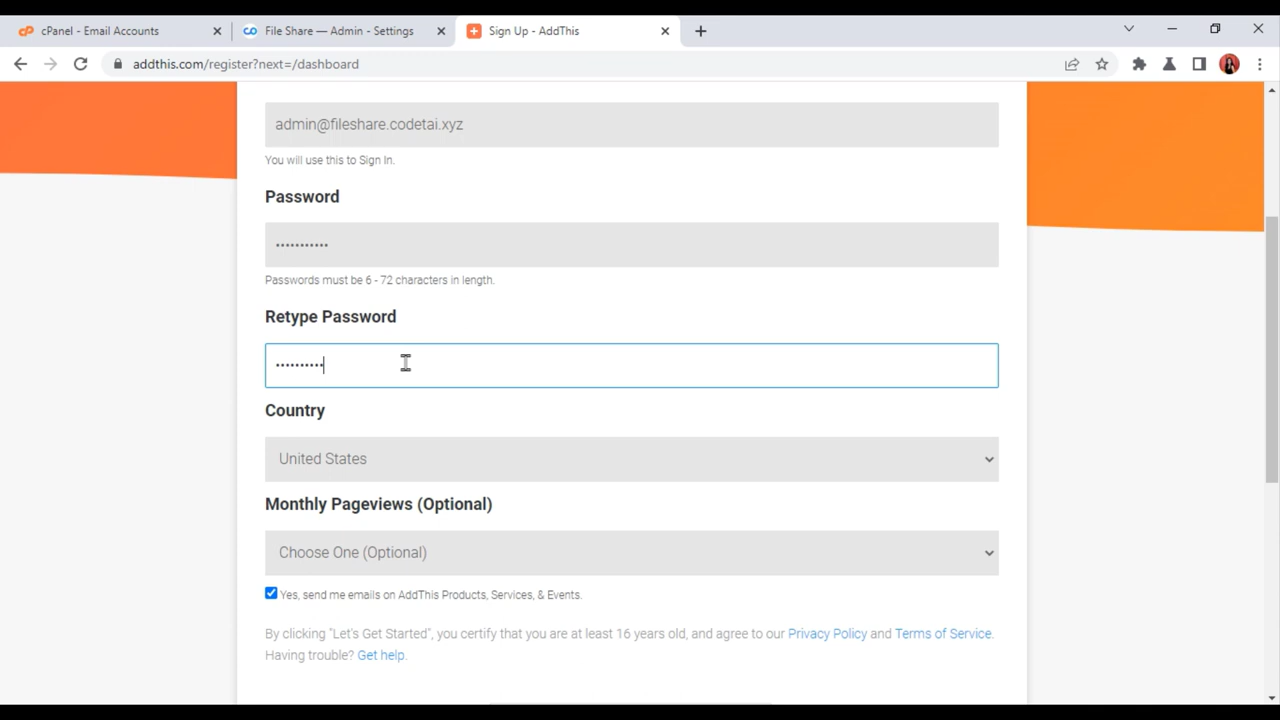 cPanel - Email Accounts
File Share — Admin - Settings
Sign Up - AddThis
addthis.com/register?next=/dashboard
admin@fileshare.codetai.xyz
You will use this to Sign In.
Password
•••••••••••
Passwords must be 6 - 72 characters in length.
Retype Password
••••••••••
Country
United States
Monthly Pageviews (Optional)
Choose One (Optional)
Yes, send me emails on AddThis Products, Services, & Events.
By clicking "Let's Get Started", you certify that you are at least 16 years old, and agree to our Privacy Policy and Terms of Service.
Having trouble? Get help.